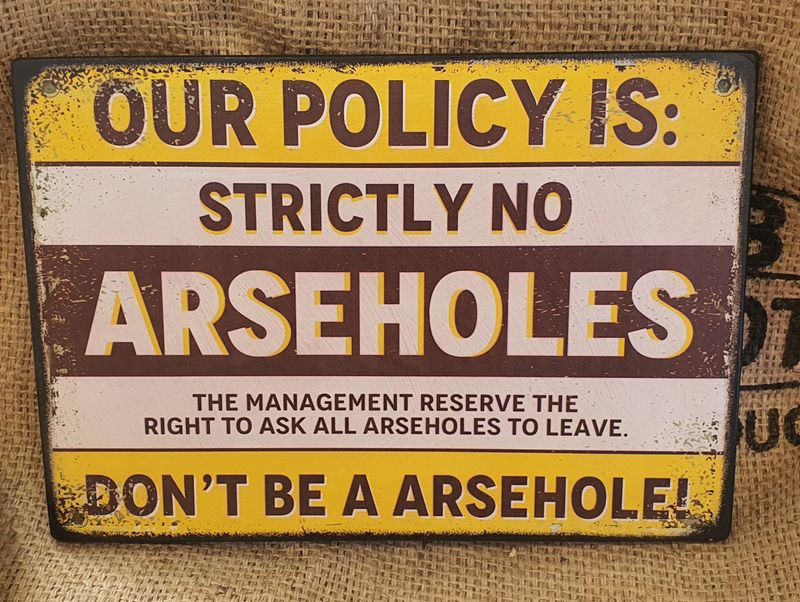 OUR POLICY IS:
STRICTLY NO
ARSEHOLES
THE MANAGEMENT RESERVE THE
RIGHT TO ASK ALL ARSEHOLES TO LEAVE.
DON'T BE A ARSEHOLE!